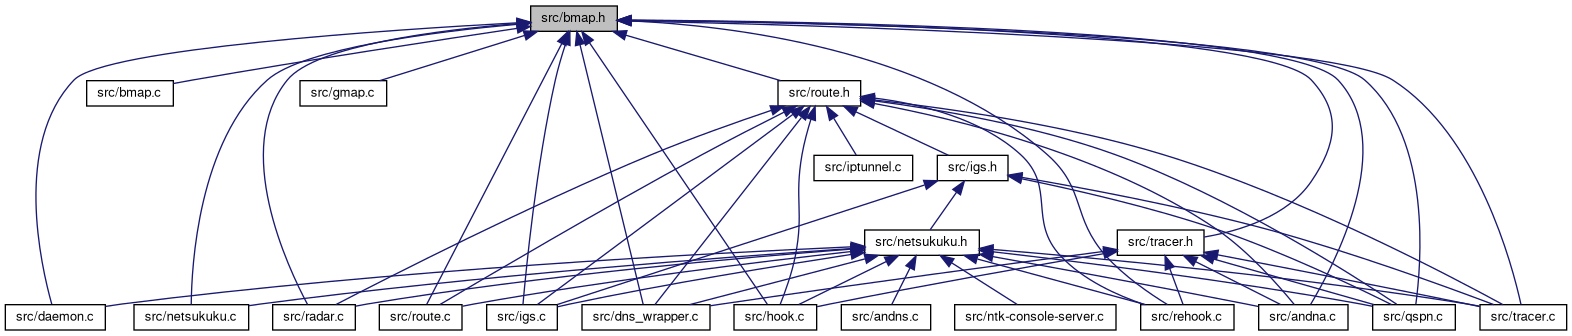 src/bmap.h
src/bmap.c
src/gmap.c
src/route.h
src/iptunnel.c
src/igs.h
src/netsukuku.h
src/tracer.h
src/daemon.c
src/netsukuku.c
src/radar.c
src/route.c
src/igs.c
src/dns_wrapper.c
src/hook.c
src/andns.c
src/ntk-console-server.c
src/rehook.c
src/andna.c
src/qspn.c
src/tracer.c